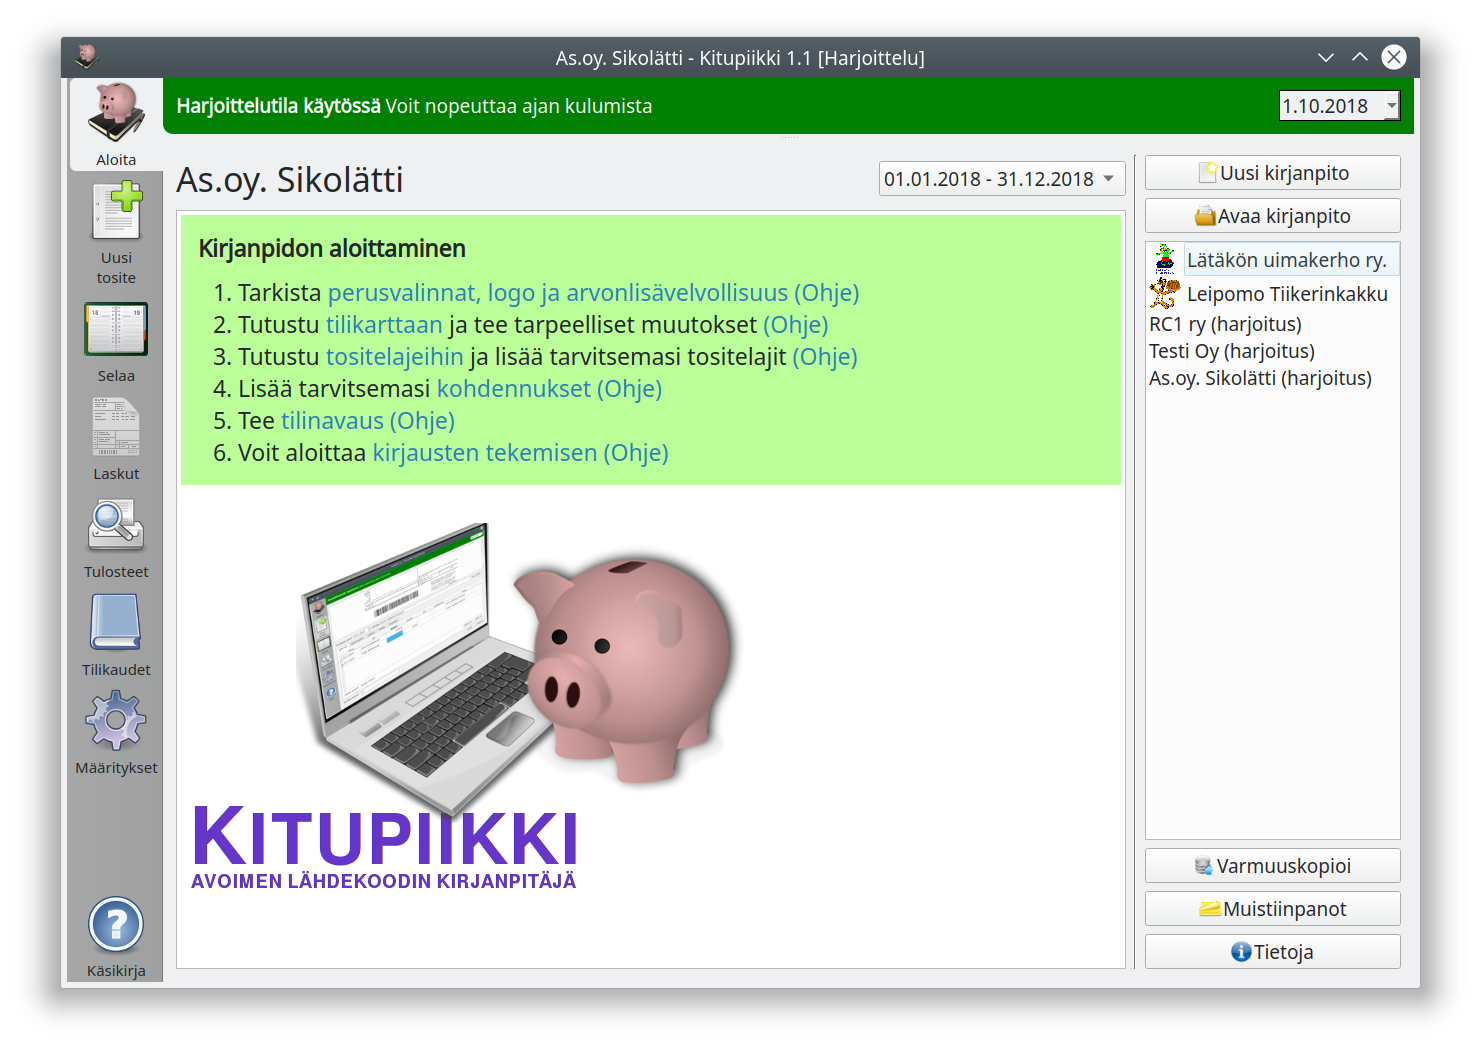 As.oy. Sikolätti - Kitupiikki 1.1 [Harjoittelu]
Harjoittelutila käytössä Voit nopeuttaa ajan kulumista
1.10.2018
Aloita
Uusi
tosite
Selaa
Laskut
Tulosteet
Tilikaudet
Määritykset
Käsikirja
As.oy. Sikolätti
01.01.2018 - 31.12.2018
Kirjanpidon aloittaminen
1. Tarkista perusvalinnat, logo ja arvonlisävelvollisuus (Ohje)
2. Tutustu tilikarttaan ja tee tarpeelliset muutokset (Ohje)
3. Tutustu tositelajeihin ja lisää tarvitsemasi tositelajit (Ohje)
4. Lisää tarvitsemasi kohdennukset (Ohje)
5. Tee tilinavaus (Ohje)
6. Voit aloittaa kirjausten tekemisen (Ohje)
KITUPIIKKI
AVOIMEN LÄHDEKOODIN KIRJANPITÄJÄ
Uusi kirjanpito
Avaa kirjanpito
Lätäkön uimakerho ry.
Leipomo Tiikerinkakku
RC1 ry (harjoitus)
Testi Oy (harjoitus)
As.oy. Sikolätti (harjoitus)
Varmuuskopioi
Muistiinpanot
Tietoja